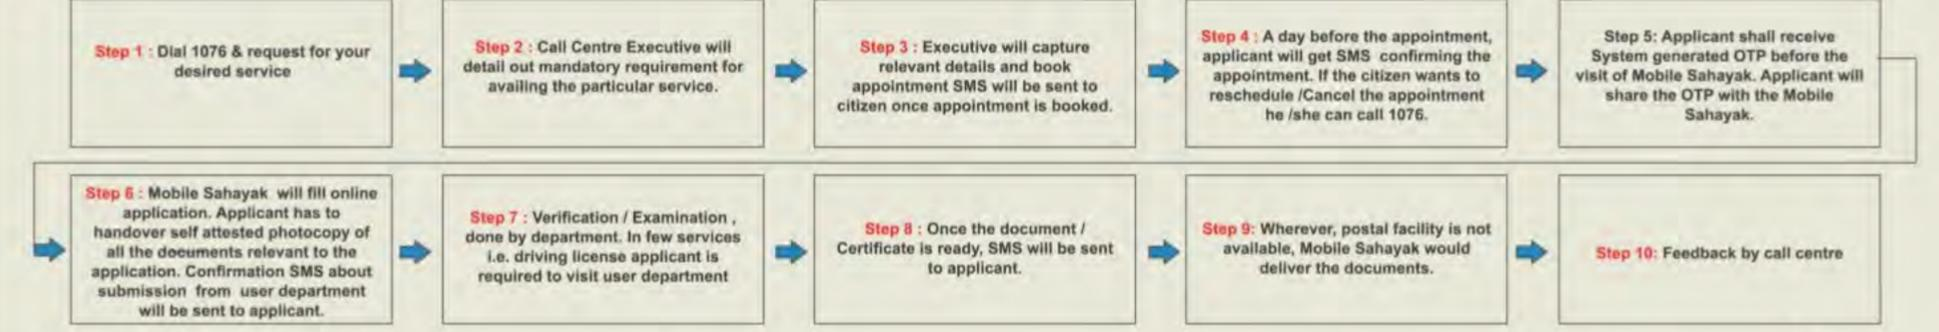 Step 1 : Dial 1076 & request for your
desired service
Step 2 : Call Centre Executive will
detail out mandatory requirement for
availing the particular service.
Step 3 : Executive will capture
relevant details and book
appointment SMS will be sent to
citizen once appointment is booked.
Step 4 : A day before the appointment,
applicant will get SMS confirming the
appointment. If the citizen wants to
reschedule /Cancel the appointment
he /she can call 1076.
Step 5: Applicant shall receive
System generated OTP before the
visit of Mobile Sahayak. Applicant will
share the OTP with the Mobile
Sahayak.
Step 6 : Mobile Sahayak will fill online
application. Applicant has to
handover self attested photocopy of
all the documents relevant to the
application. Confirmation SMS about
submission from user department
will be sent to applicant.
Step 7 : Verification / Examination ,
done by department. In few services
i.e. driving license applicant is
required to visit user department
Step 8 : Once the document /
Certificate is ready, SMS will be sent
to applicant.
Step 9: Wherever, postal facility is not
available, Mobile Sahayak would
deliver the documents.
Step 10: Feedback by call centre